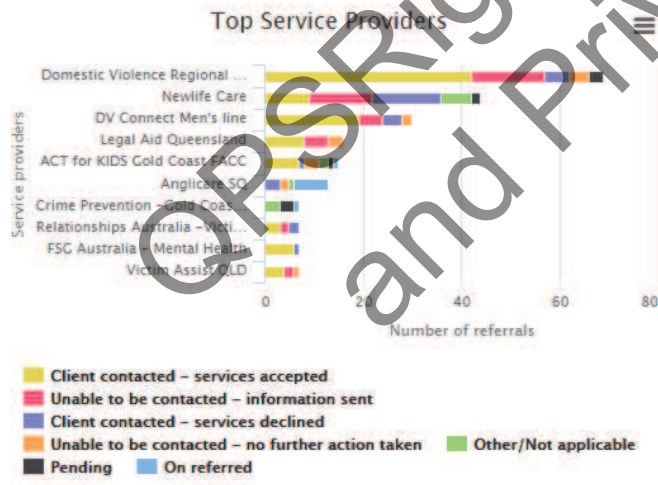 Top Service Providers
Service providers
Domestic Violence Regional ...
Newlife Care
DV Connect Men's line
Legal Aid Queensland
ACT for KIDS Gold Coast FACC
Anglicare SQ
Crime Prevention -Gold Coas...
Relationships Australia -Victi...
FSG Australia - Mental Health
Victim Assist QLD
0 20 40 60 80
Number of referrals
Client contacted - services accepted
Unable to be contacted - information sent
Client contacted - services declined
Unable to be contacted - no further action taken Other/Not applicable
Pending On referred
QPSRig
and Priv